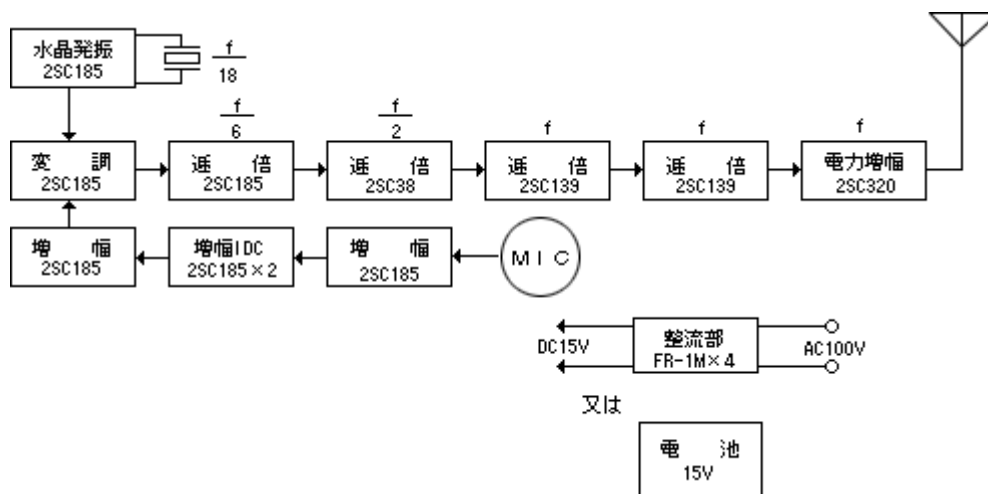 水晶発振
2SC185
f
18
f
6
f
2
f
f
f
変 調
2SC185
逓 倍
2SC185
逓 倍
2SC38
逓 倍
2SC139
逓 倍
2SC139
電力増幅
2SC320
増 幅
2SC185
増幅IDC
2SC185×2
増 幅
2SC185
MIC
DC15V
整流部
FR-1M×4
AC100V
又は
電 池
15V